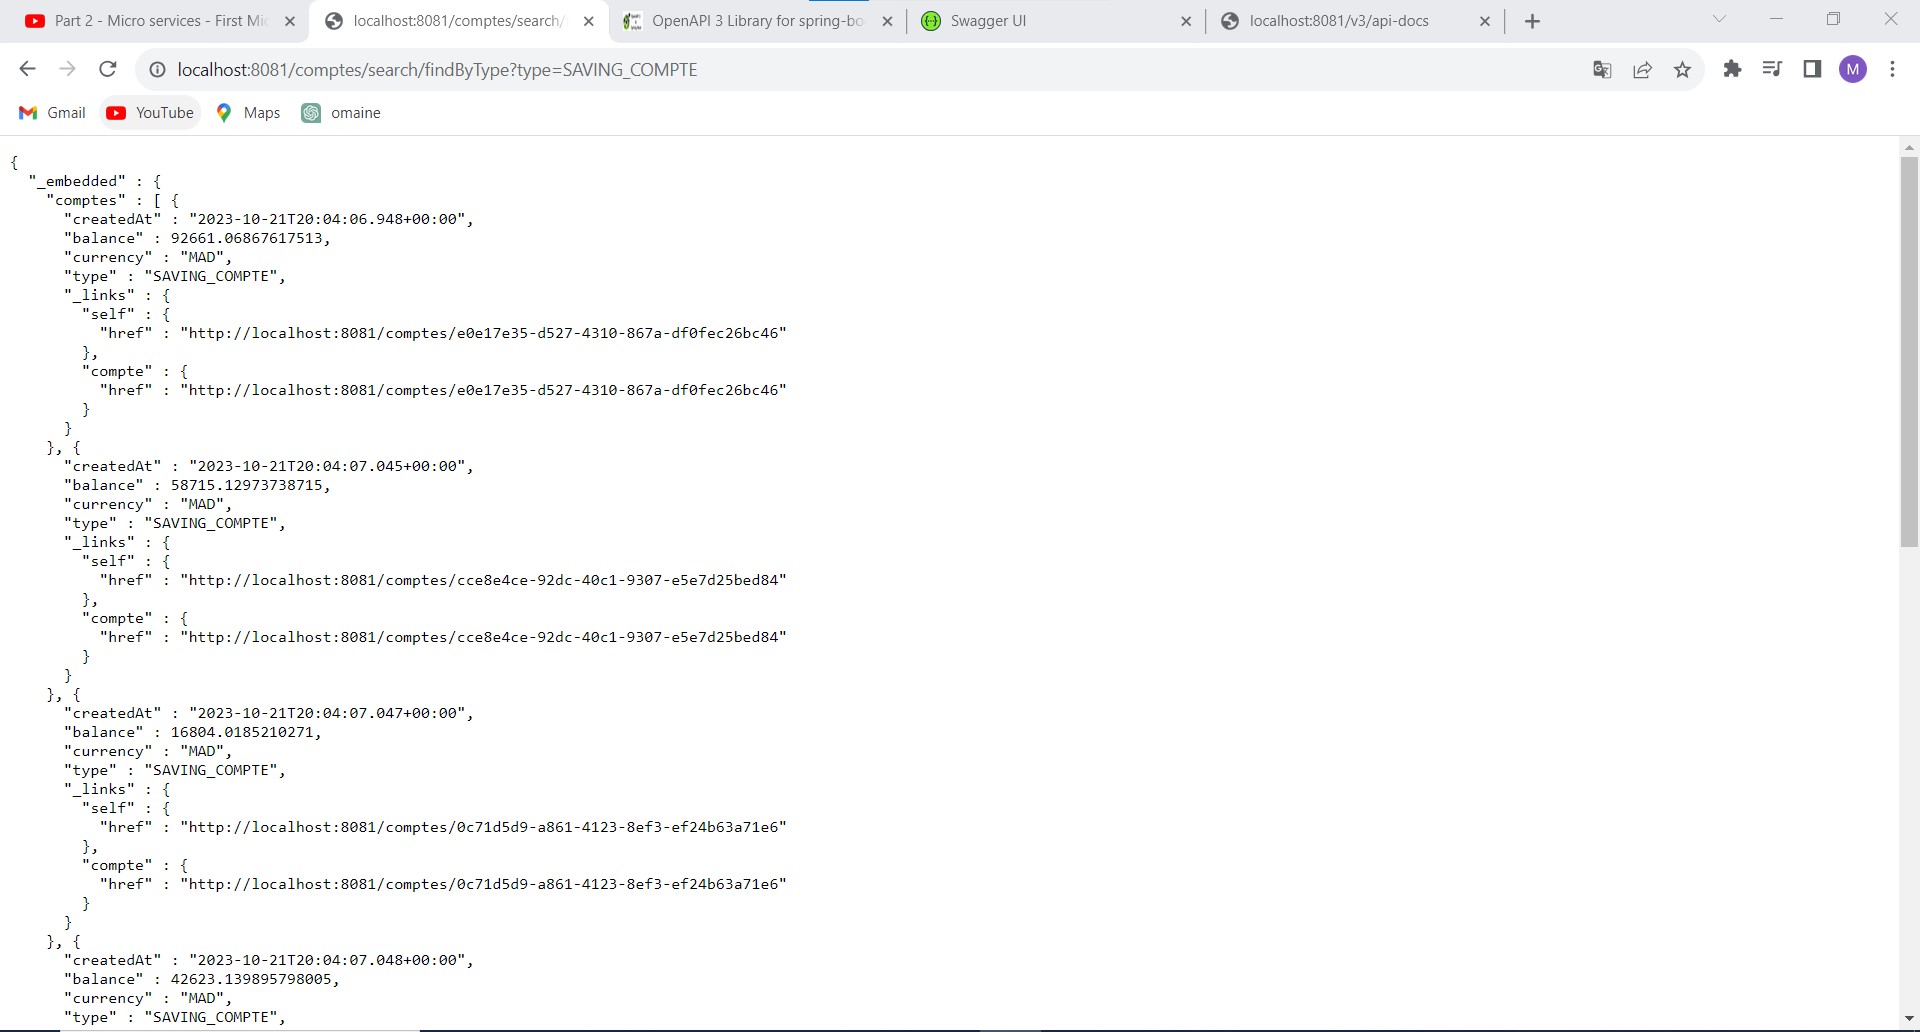 Part 2 - Micro services - First Mi
localhost:8081/comptes/search/
OpenAPI 3 Library for spring-bo
Swagger UI
localhost:8081/v3/api-docs
localhost:8081/comptes/search/findByType?type=SAVING_COMPTE
M
Gmail
YouTube
Maps
omaine
{
  "_embedded" : {
    "comptes" : [ {
      "createdAt" : "2023-10-21T20:04:06.948+00:00",
      "balance" : 92661.06867617513,
      "currency" : "MAD",
      "type" : "SAVING_COMPTE",
      "_links" : {
        "self" : {
          "href" : "http://localhost:8081/comptes/e0e17e35-d527-4310-867a-df0fec26bc46"
        },
        "compte" : {
          "href" : "http://localhost:8081/comptes/e0e17e35-d527-4310-867a-df0fec26bc46"
        }
      }
    }, {
      "createdAt" : "2023-10-21T20:04:07.045+00:00",
      "balance" : 58715.12973738715,
      "currency" : "MAD",
      "type" : "SAVING_COMPTE",
      "_links" : {
        "self" : {
          "href" : "http://localhost:8081/comptes/cce8e4ce-92dc-40c1-9307-e5e7d25bed84"
        },
        "compte" : {
          "href" : "http://localhost:8081/comptes/cce8e4ce-92dc-40c1-9307-e5e7d25bed84"
        }
      }
    }, {
      "createdAt" : "2023-10-21T20:04:07.047+00:00",
      "balance" : 16804.0185210271,
      "currency" : "MAD",
      "type" : "SAVING_COMPTE",
      "_links" : {
        "self" : {
          "href" : "http://localhost:8081/comptes/0c71d5d9-a861-4123-8ef3-ef24b63a71e6"
        },
        "compte" : {
          "href" : "http://localhost:8081/comptes/0c71d5d9-a861-4123-8ef3-ef24b63a71e6"
        }
      }
    }, {
      "createdAt" : "2023-10-21T20:04:07.048+00:00",
      "balance" : 42623.139895798005,
      "currency" : "MAD",
      "type" : "SAVING_COMPTE",